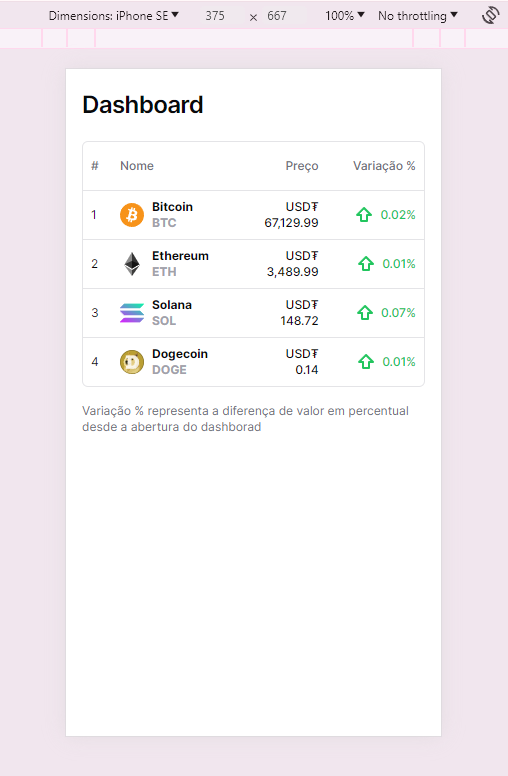 Dimensions: iPhone SE 375 × 667 100% No throttling
Dashboard
# Nome Preço Variação %
1 Bitcoin BTC USD₮ 67,129.99 0.02%
2 Ethereum ETH USD₮ 3,489.99 0.01%
3 Solana SOL USD₮ 148.72 0.07%
4 Dogecoin DOGE USD₮ 0.14 0.01%
Variação % representa a diferença de valor em percentual
desde a abertura do dashborad